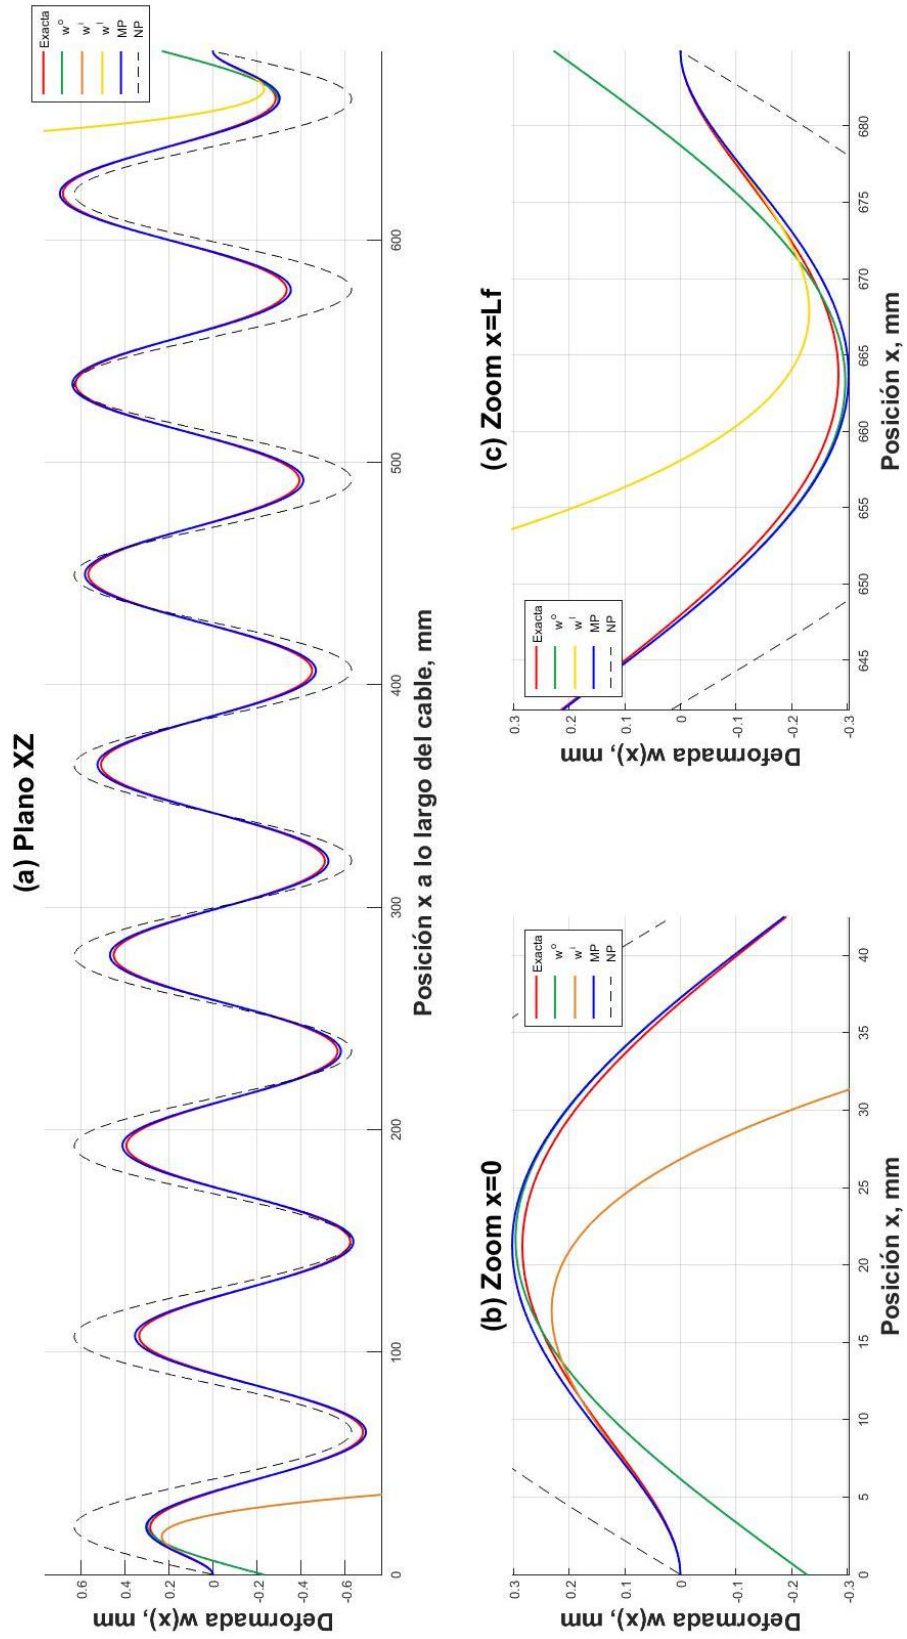 (a) Plano XZ
Exacta
w°
wⁱ
wⁱ
MP
NP
Deformada w(x), mm
0.6
0.4
0.2
0
-0.2
-0.4
-0.6
0
100
200
300
400
500
600
Posición x a lo largo del cable, mm
(b) Zoom x=0
Exacta
w°
wⁱ
MP
NP
Deformada w(x), mm
0.3
0.2
0.1
0
-0.1
-0.2
-0.3
0
5
10
15
20
25
30
35
40
Posición x, mm
(c) Zoom x=Lf
Exacta
w°
wⁱ
MP
NP
Deformada w(x), mm
0.3
0.2
0.1
0
-0.1
-0.2
-0.3
645
650
655
660
665
670
675
680
Posición x, mm